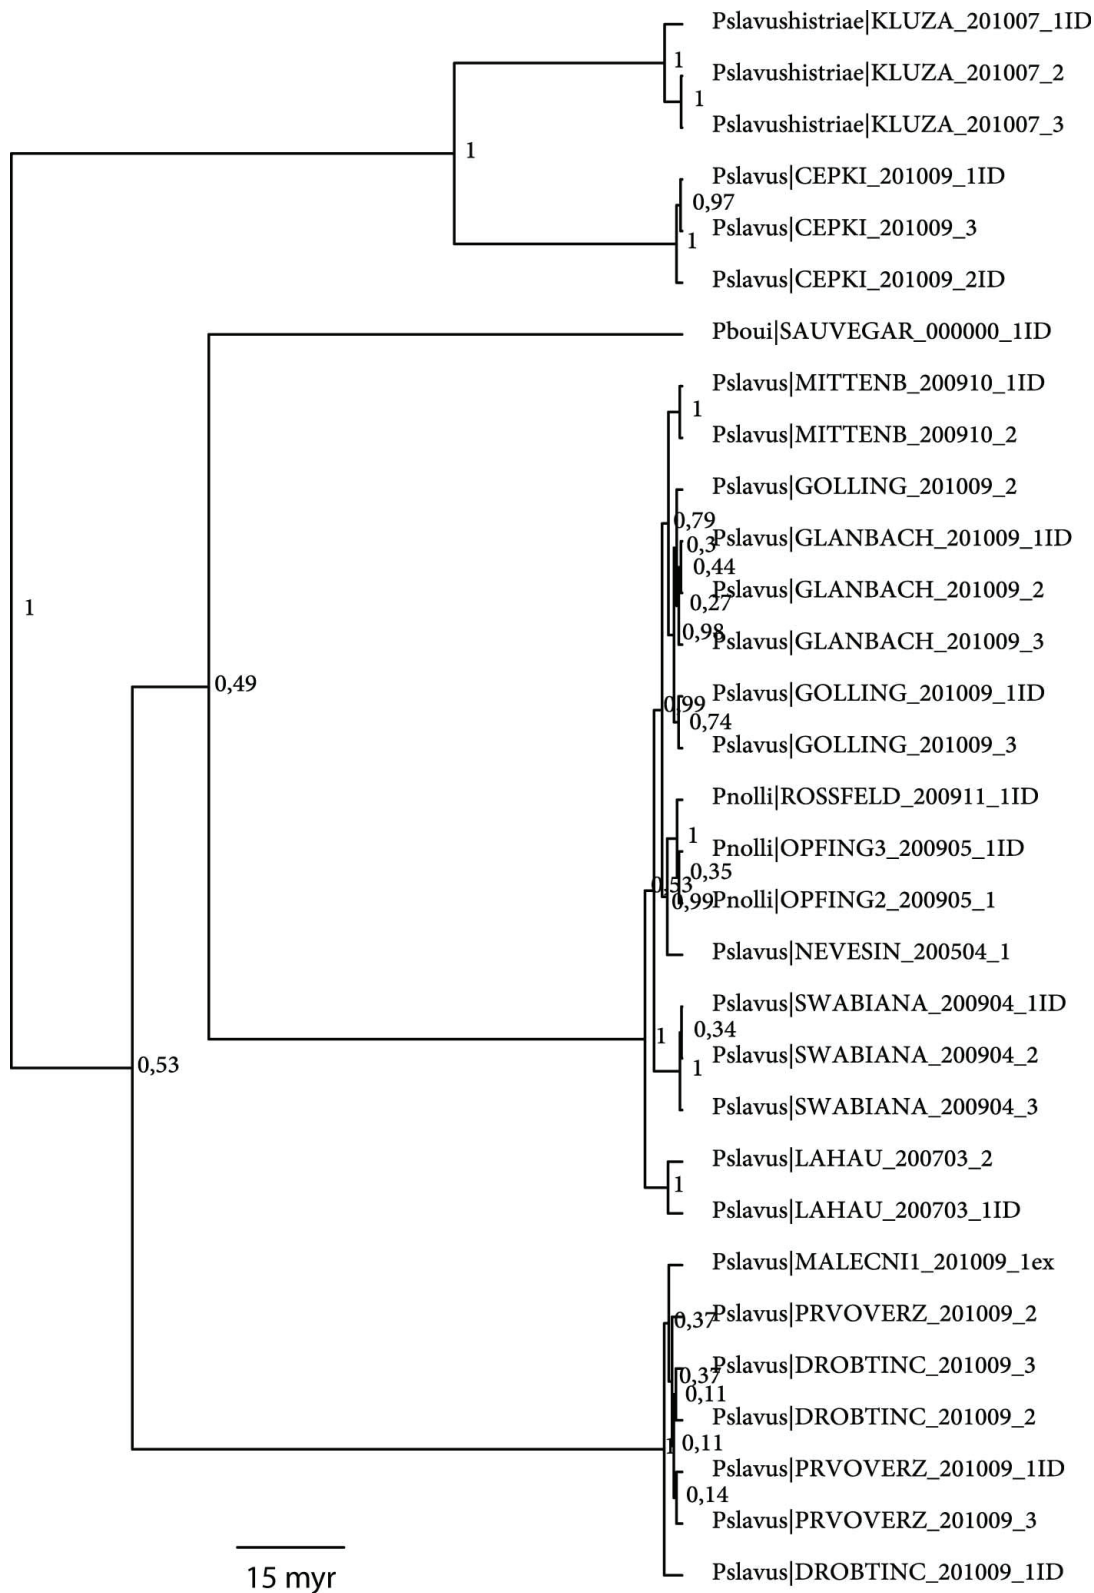 Pslavushistriae|KLUZA_201007_1ID
1
Pslavushistriae|KLUZA_201007_2
1
Pslavushistriae|KLUZA_201007_3
1
Pslavus|CEPKI_201009_1ID
0,97
Pslavus|CEPKI_201009_3
1
Pslavus|CEPKI_201009_2ID
Pboui|SAUVEGAR_000000_1ID
Pslavus|MITTENB_200910_1ID
1
Pslavus|MITTENB_200910_2
Pslavus|GOLLING_201009_2
0,79
Pslavus|GLANBACH_201009_1ID
0,3
0,44
Pslavus|GLANBACH_201009_2
0,27
1
0,98
Pslavus|GLANBACH_201009_3
0,49
Pslavus|GOLLING_201009_1ID
0,99
0,74
Pslavus|GOLLING_201009_3
Pnolli|ROSSFELD_200911_1ID
1
Pnolli|OPFING3_200905_1ID
0,35
0,53
Pnolli|OPFING2_200905_1
0,99
Pslavus|NEVESIN_200504_1
Pslavus|SWABIANA_200904_1ID
0,34
1
Pslavus|SWABIANA_200904_2
0,53
1
Pslavus|SWABIANA_200904_3
Pslavus|LAHAU_200703_2
1
Pslavus|LAHAU_200703_1ID
Pslavus|MALECNI1_201009_1ex
Pslavus|PRVOVERZ_201009_2
0,37
Pslavus|DROBTINC_201009_3
0,37
0,11
Pslavus|DROBTINC_201009_2
1
0,11
Pslavus|PRVOVERZ_201009_1ID
0,14
Pslavus|PRVOVERZ_201009_3
Pslavus|DROBTINC_201009_1ID
15 myr